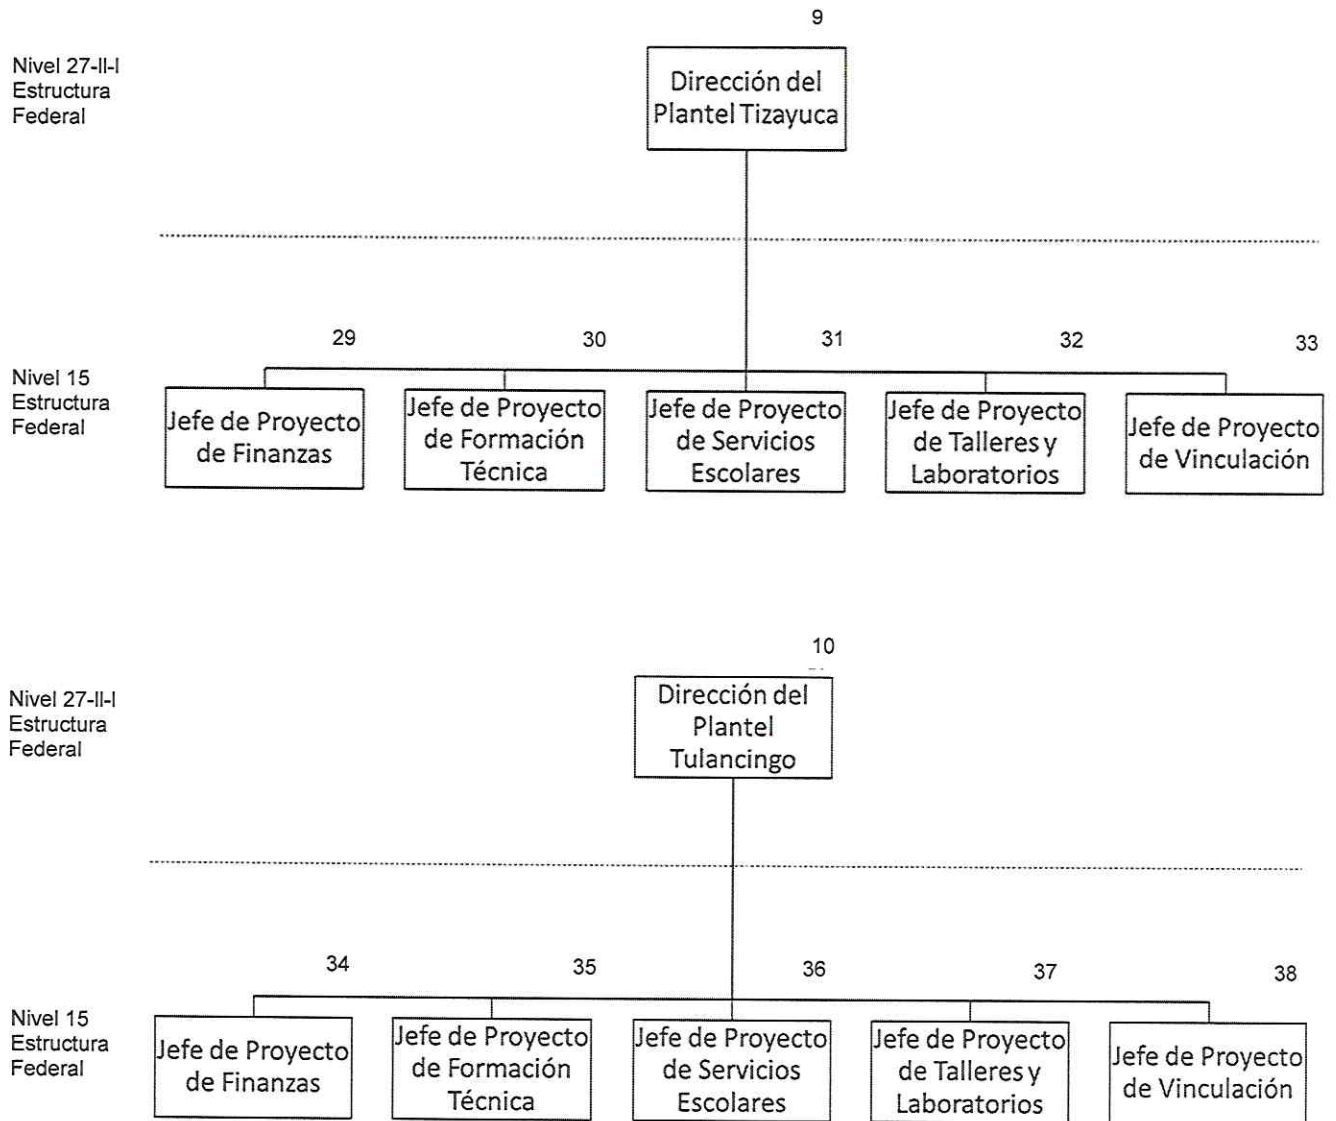 9
Nivel 27-II-I
Estructura
Federal
Dirección del
Plantel Tizayuca
29
30
31
32
33
Nivel 15
Estructura
Federal
Jefe de Proyecto
de Finanzas
Jefe de Proyecto
de Formación
Técnica
Jefe de Proyecto
de Servicios
Escolares
Jefe de Proyecto
de Talleres y
Laboratorios
Jefe de Proyecto
de Vinculación
10
Nivel 27-II-I
Estructura
Federal
Dirección del
Plantel
Tulancingo
34
35
36
37
38
Nivel 15
Estructura
Federal
Jefe de Proyecto
de Finanzas
Jefe de Proyecto
de Formación
Técnica
Jefe de Proyecto
de Servicios
Escolares
Jefe de Proyecto
de Talleres y
Laboratorios
Jefe de Proyecto
de Vinculación